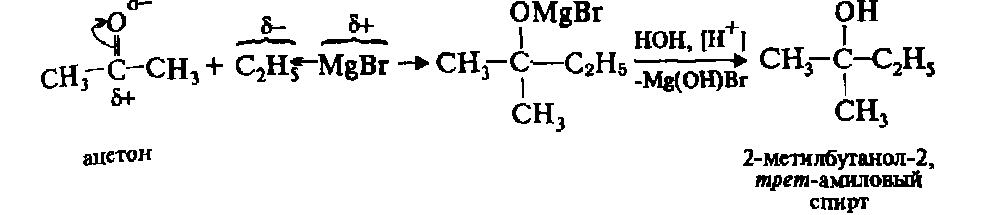 δ–
O
δ– δ+
OMgBr
OH
CH₃–C–CH₃ + C₂H₅ MgBr → CH₃–C–C₂H₅
HOH, [H⁺]
-Mg(OH)Br
CH₃–C–C₂H₅
δ+
CH₃
CH₃
ацетон
2-метилбутанол-2,
трет-амиловый
спирт